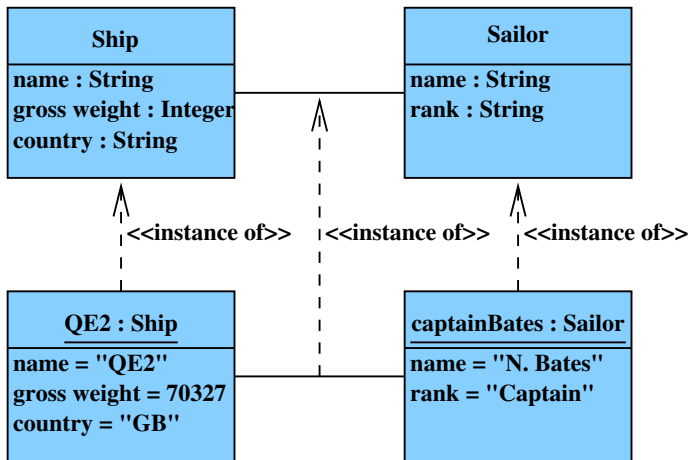 Ship
name : String
gross weight : Integer
country : String
Sailor
name : String
rank : String
<<instance of>>
<<instance of>>
<<instance of>>
QE2 : Ship
name = "QE2"
gross weight = 70327
country = "GB"
captainBates : Sailor
name = "N. Bates"
rank = "Captain"